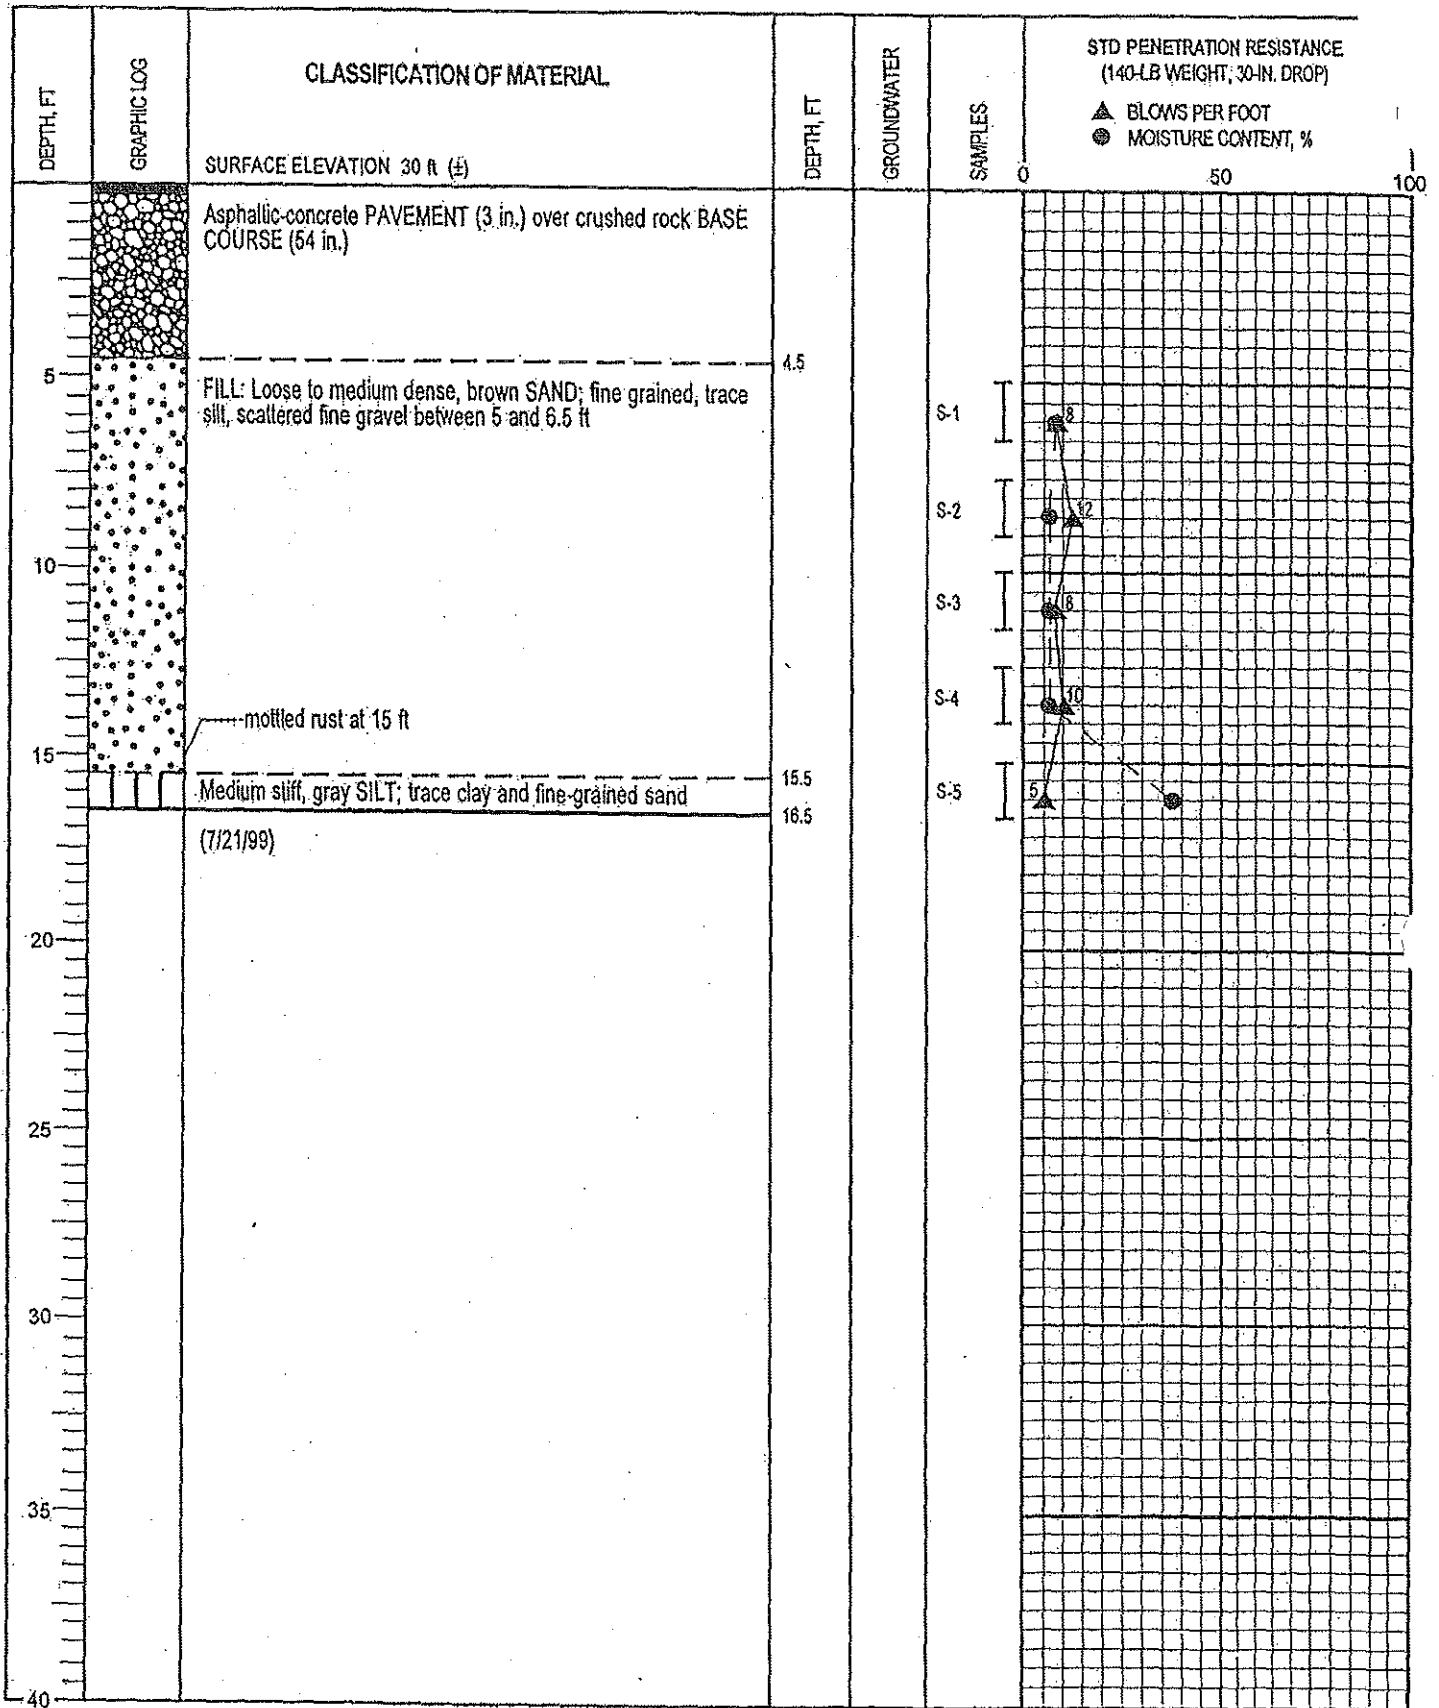 DEPTH, FT
GRAPHIC LOG
CLASSIFICATION OF MATERIAL
SURFACE ELEVATION 30 ft (±)
DEPTH, FT
GROUNDWATER
SAMPLES
STD PENETRATION RESISTANCE
(140-LB WEIGHT, 30-IN. DROP)
▲ BLOWS PER FOOT
● MOISTURE CONTENT, %
0 50 100
Asphaltic-concrete PAVEMENT (3 in.) over crushed rock BASE
COURSE (54 in.)
4.5
5
FILL: Loose to medium dense, brown SAND; fine grained, trace
silt, scattered fine gravel between 5 and 6.5 ft
S-1 8
S-2 12
10
S-3 8
S-4 10
mottled rust at 15 ft
15
15.5
Medium stiff, gray SILT; trace clay and fine-grained sand
S-5 5
16.5
(7/21/99)
20
25
30
35
40